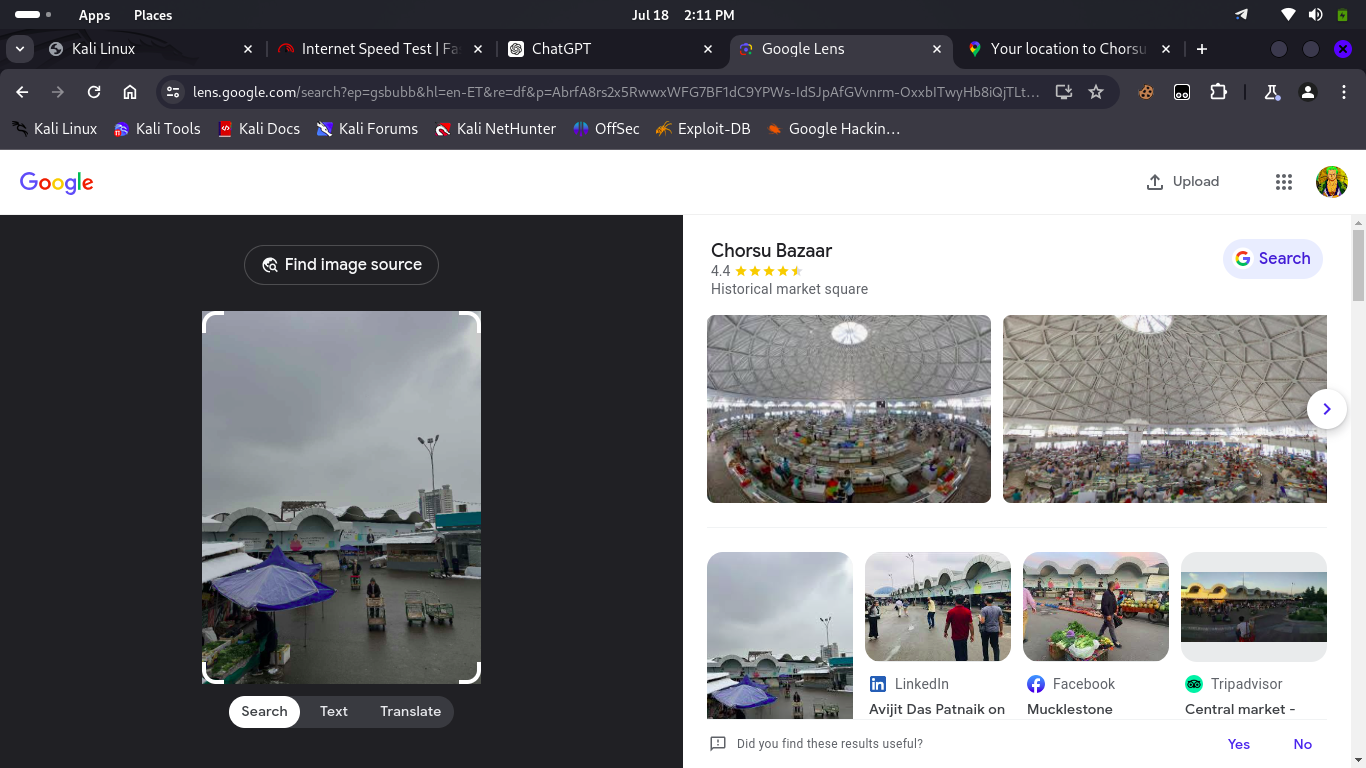 Apps Places Jul 18 2:11 PM
Kali Linux Internet Speed Test | Fas ChatGPT Google Lens Your location to Chorsu
lens.google.com/search?ep=gsbubb&hl=en-ET&re=df&p=AbrfA8rs2x5RwwxWFG7BF1dC9YPWs-IdSJpAfGVvnrm-OxxbITwyHb8iQjTLt...
Kali Linux Kali Tools Kali Docs Kali Forums Kali NetHunter OffSec Exploit-DB Google Hackin...
Google Upload
Find image source
Chorsu Bazaar
4.4
Historical market square
Search
LinkedIn Facebook Tripadvisor
Avijit Das Patnaik on Mucklestone Central market -
Search Text Translate
Did you find these results useful? Yes No